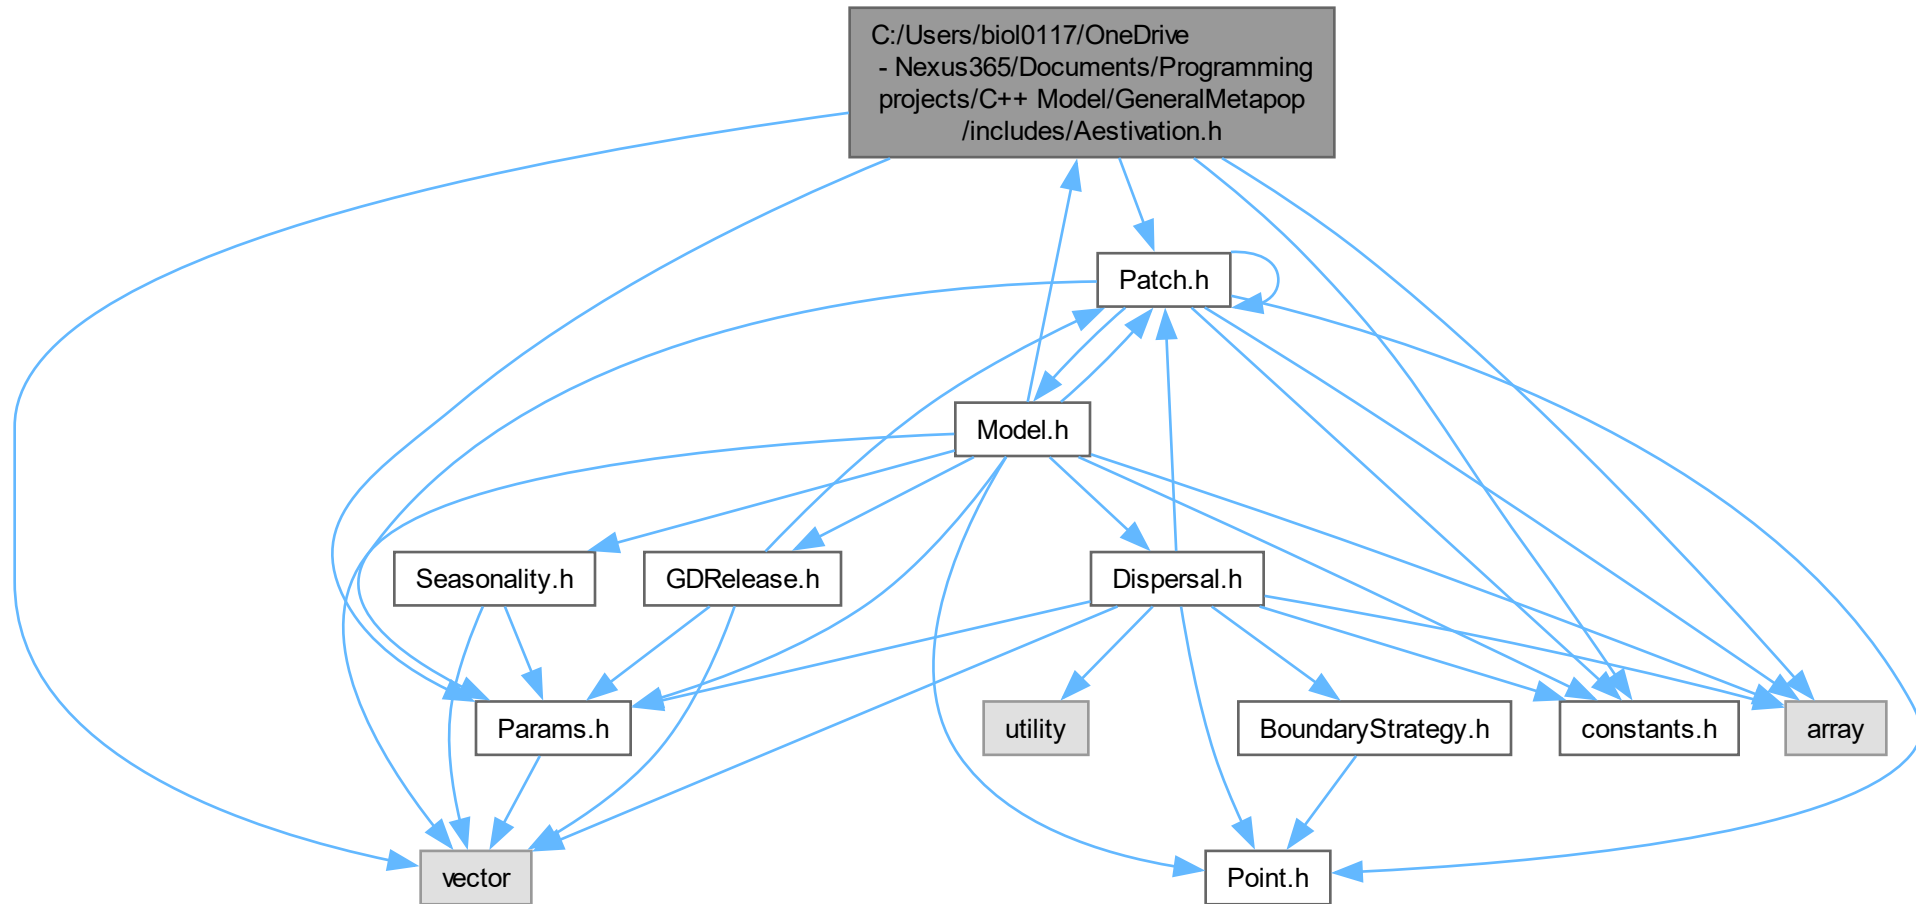 C:/Users/biol0117/OneDrive
- Nexus365/Documents/Programming
projects/C++ Model/GeneralMetapop
/includes/Aestivation.h
Patch.h
Model.h
Seasonality.h
GDRelease.h
Dispersal.h
Params.h
utility
BoundaryStrategy.h
constants.h
array
vector
Point.h